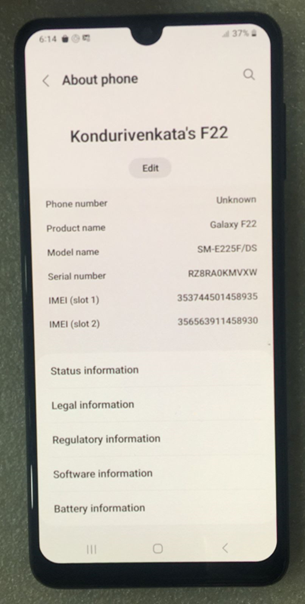 6:14 37%
About phone
Kondurivenkata's F22
Edit
Phone number Unknown
Product name Galaxy F22
Model name SM-E225F/DS
Serial number RZ8RA0KMVXW
IMEI (slot 1) 353744501458935
IMEI (slot 2) 356563911458930
Status information
Legal information
Regulatory information
Software information
Battery information